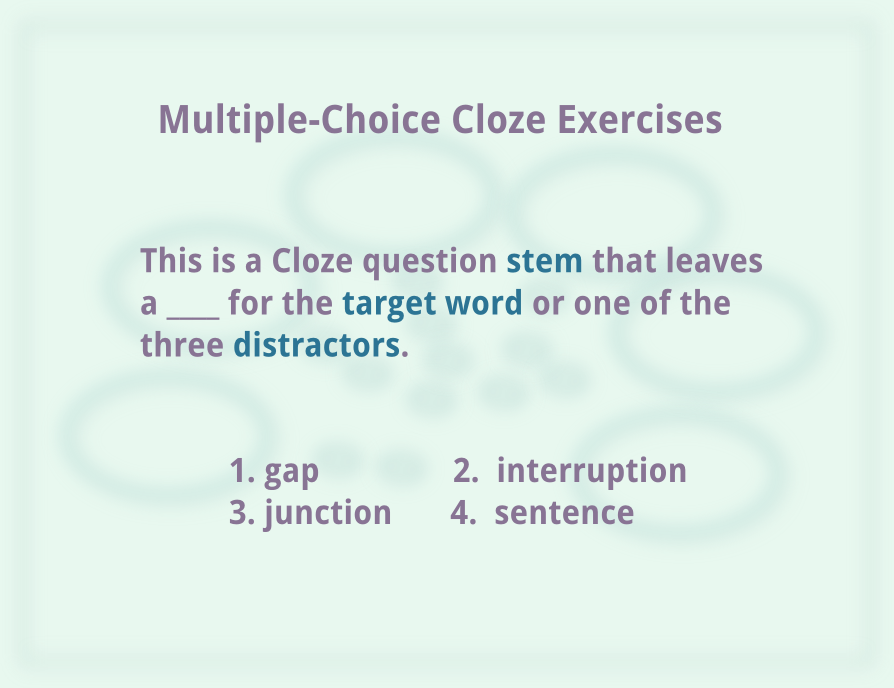 Multiple-Choice Cloze Exercises
This is a Cloze question stem that leaves
a ____ for the target word or one of the
three distractors.
1. gap 2. interruption
3. junction 4. sentence